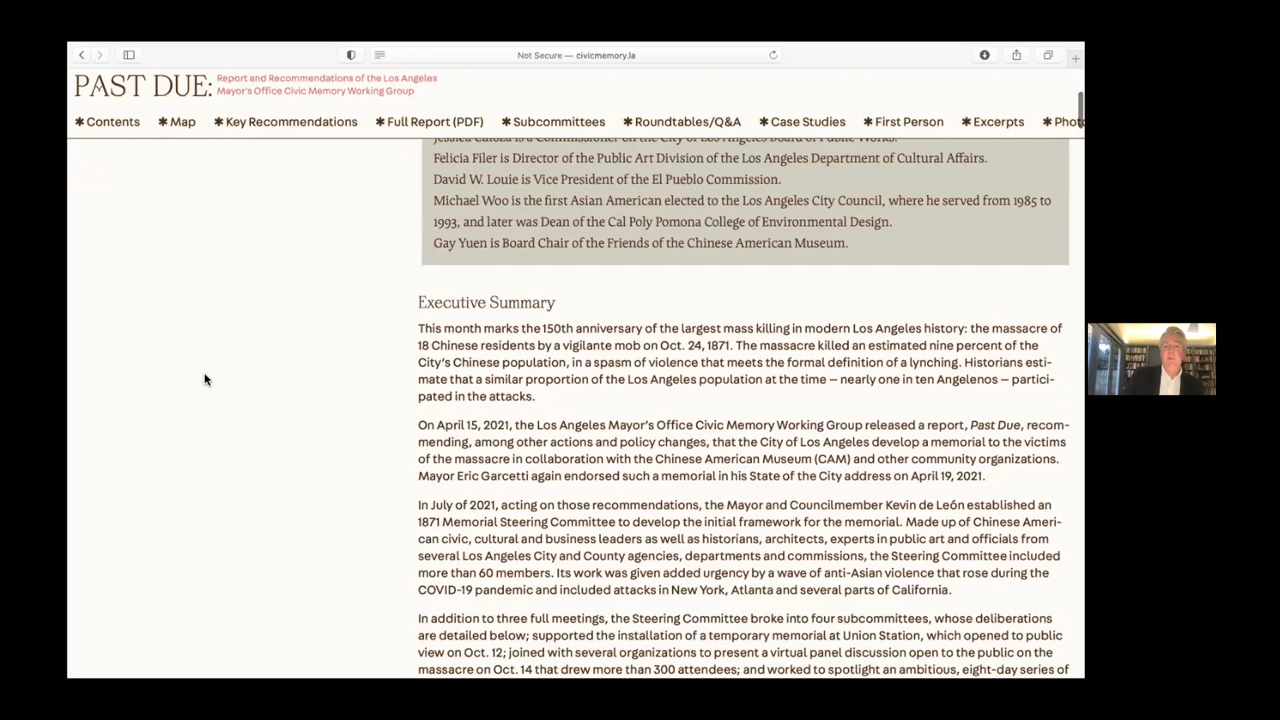 Not Secure — civicmemory.la
PAST DUE: Report and Recommendations of the Los Angeles
Mayor's Office Civic Memory Working Group
✱ Contents ✱ Map ✱ Key Recommendations ✱ Full Report (PDF) ✱ Subcommittees ✱ Roundtables/Q&A ✱ Case Studies ✱ First Person ✱ Excerpts ✱ Photo
Jessica Caloza is a Commissioner on the City of Los Angeles Board of Public Works.
Felicia Filer is Director of the Public Art Division of the Los Angeles Department of Cultural Affairs.
David W. Louie is Vice President of the El Pueblo Commission.
Michael Woo is the first Asian American elected to the Los Angeles City Council, where he served from 1985 to
1993, and later was Dean of the Cal Poly Pomona College of Environmental Design.
Gay Yuen is Board Chair of the Friends of the Chinese American Museum.
Executive Summary
This month marks the 150th anniversary of the largest mass killing in modern Los Angeles history: the massacre of
18 Chinese residents by a vigilante mob on Oct. 24, 1871. The massacre killed an estimated nine percent of the
City's Chinese population, in a spasm of violence that meets the formal definition of a lynching. Historians esti-
mate that a similar proportion of the Los Angeles population at the time — nearly one in ten Angelenos — partici-
pated in the attacks.
On April 15, 2021, the Los Angeles Mayor's Office Civic Memory Working Group released a report, Past Due, recom-
mending, among other actions and policy changes, that the City of Los Angeles develop a memorial to the victims
of the massacre in collaboration with the Chinese American Museum (CAM) and other community organizations.
Mayor Eric Garcetti again endorsed such a memorial in his State of the City address on April 19, 2021.
In July of 2021, acting on those recommendations, the Mayor and Councilmember Kevin de León established an
1871 Memorial Steering Committee to develop the initial framework for the memorial. Made up of Chinese Ameri-
can civic, cultural and business leaders as well as historians, architects, experts in public art and officials from
several Los Angeles City and County agencies, departments and commissions, the Steering Committee included
more than 60 members. Its work was given added urgency by a wave of anti-Asian violence that rose during the
COVID-19 pandemic and included attacks in New York, Atlanta and several parts of California.
In addition to three full meetings, the Steering Committee broke into four subcommittees, whose deliberations
are detailed below; supported the installation of a temporary memorial at Union Station, which opened to public
view on Oct. 12; joined with several organizations to present a virtual panel discussion open to the public on the
massacre on Oct. 14 that drew more than 300 attendees; and worked to spotlight an ambitious, eight-day series of